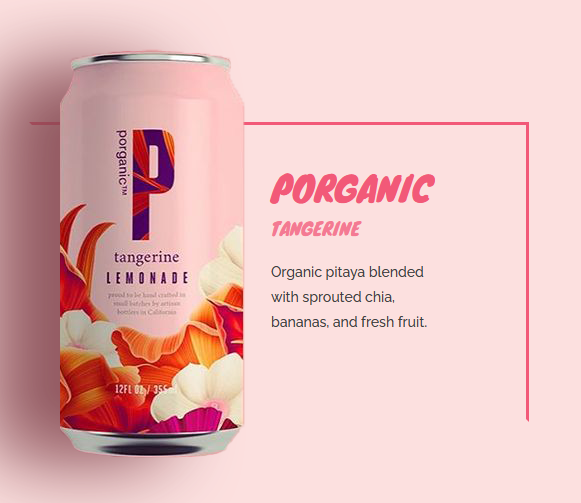 P
porganic™
tangerine
LEMONADE
proud to be hand crafted in
small batches by artisan
bottlers in California
12FL OZ / 355
PORGANIC
TANGERINE
Organic pitaya blended
with sprouted chia,
bananas, and fresh fruit.